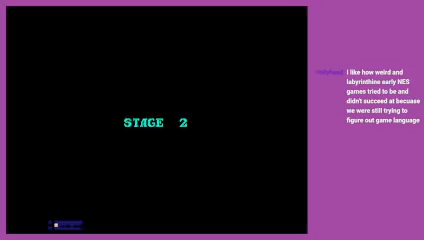 STAGE 2
I like how weird and
labyrinthine early NES
games tried to be and
didn't succeed at becuase
we were still trying to
figure out game language